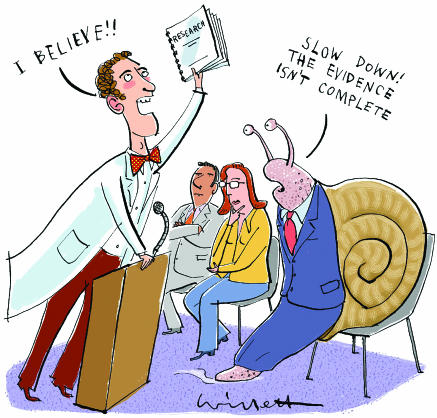 I BELIEVE!!
RESEARCH
SLOW DOWN!
THE EVIDENCE
ISN'T COMPLETE
Willett